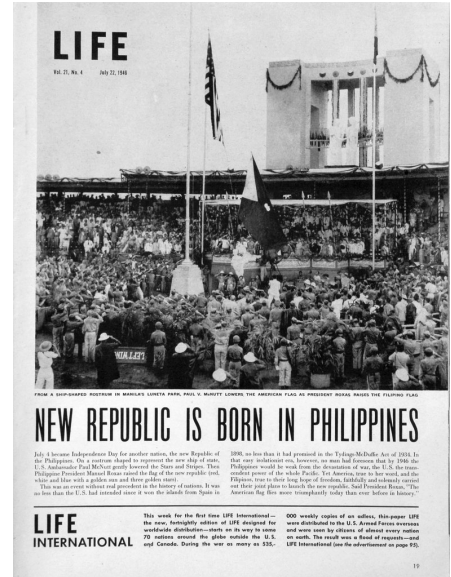 LIFE
Vol. 21, No. 4 July 22, 1946
LEFT WING
FROM A SHIP-SHAPED ROSTRUM IN MANILA'S LUNETA PARK, PAUL V. McNUTT LOWERS THE AMERICAN FLAG AS PRESIDENT ROXAS RAISES THE FILIPINO FLAG
NEW REPUBLIC IS BORN IN PHILIPPINES
July 4 became Independence Day for another nation, the new Republic of
the Philippines. On a rostrum shaped to represent the new ship of state,
U.S. Ambassador Paul McNutt gently lowered the Stars and Stripes. Then
Philippine President Manuel Roxas raised the flag of the new republic (red,
white and blue with a golden sun and three golden stars).
This was an event without real precedent in the history of nations. It was
no less than the U.S. had intended since it won the islands from Spain in
1898, no less than it had promised in the Tydings-McDuffie Act of 1934. In
that easy isolationist era, however, no man had foreseen that by 1946 the
Philippines would be weak from the devastation of war, the U.S. the trans-
cendent power of the whole Pacific. Yet America, true to her word, and the
Filipinos, true to their long hope of freedom, faithfully and solemnly carried
out their joint plan to launch the new republic. Said President Roxas, "The
American flag flies more triumphantly today than ever before in history."
LIFE
INTERNATIONAL
This week for the first time LIFE International—
the new, fortnightly edition of LIFE designed for
worldwide distribution—starts on its way to some
70 nations around the globe outside the U.S.
and Canada. During the war as many as 535,-
000 weekly copies of an adless, thin-paper LIFE
were distributed to the U.S. Armed Forces overseas
and were seen by citizens of almost every nation
on earth. The result was a flood of requests—and
LIFE International (see the advertisement on page 95).
19